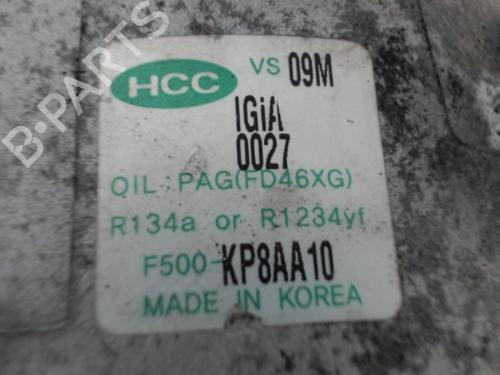 HCC VS 09M
IGiA
0027
OIL : PAG(FD46XG)
R134a or R1234yf
F500-KP8AA10
MADE IN KOREA
B-PARTS